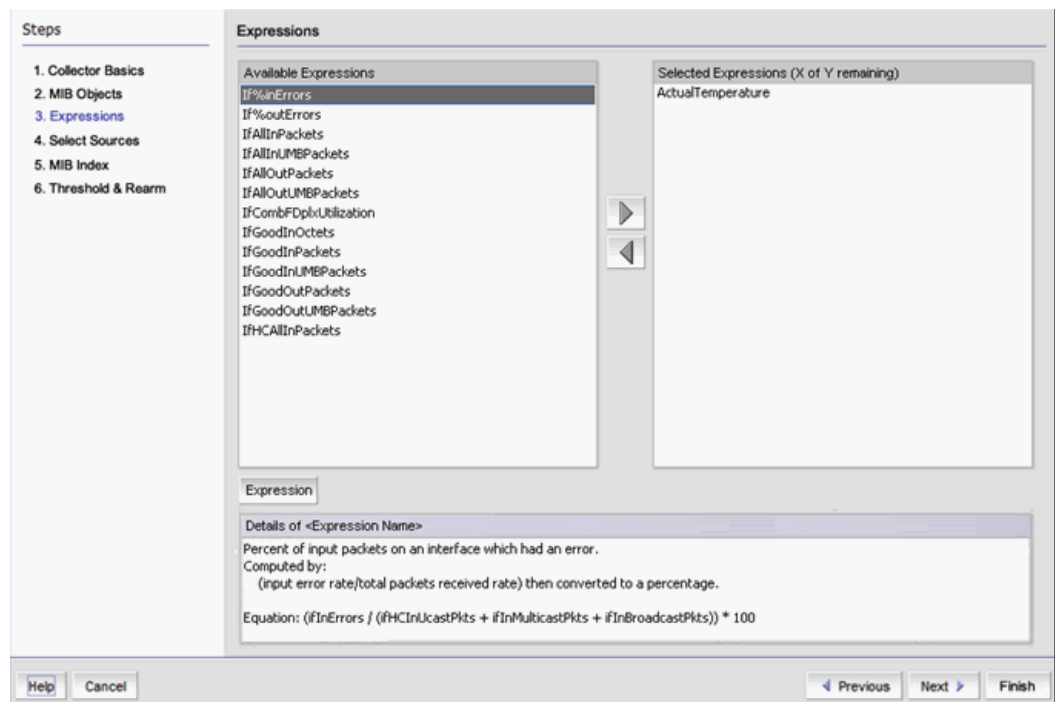 Steps
1. Collector Basics
2. MIB Objects
3. Expressions
4. Select Sources
5. MIB Index
6. Threshold & Rearm
Expressions
Available Expressions
If%inErrors
If%outErrors
IfAllInPackets
IfAllInUMBPackets
IfAllOutPackets
IfAllOutUMBPackets
IfCombFDplxUtilization
IfGoodInOctets
IfGoodInPackets
IfGoodInUMBPackets
IfGoodOutPackets
IfGoodOutUMBPackets
IfHCAllInPackets
Selected Expressions (X of Y remaining)
ActualTemperature
Expression
Details of <Expression Name>
Percent of input packets on an interface which had an error.
Computed by:
(input error rate/total packets received rate) then converted to a percentage.
Equation: (ifInErrors / (ifHCInUcastPkts + ifInMulticastPkts + ifInBroadcastPkts)) * 100
Help
Cancel
Previous
Next
Finish